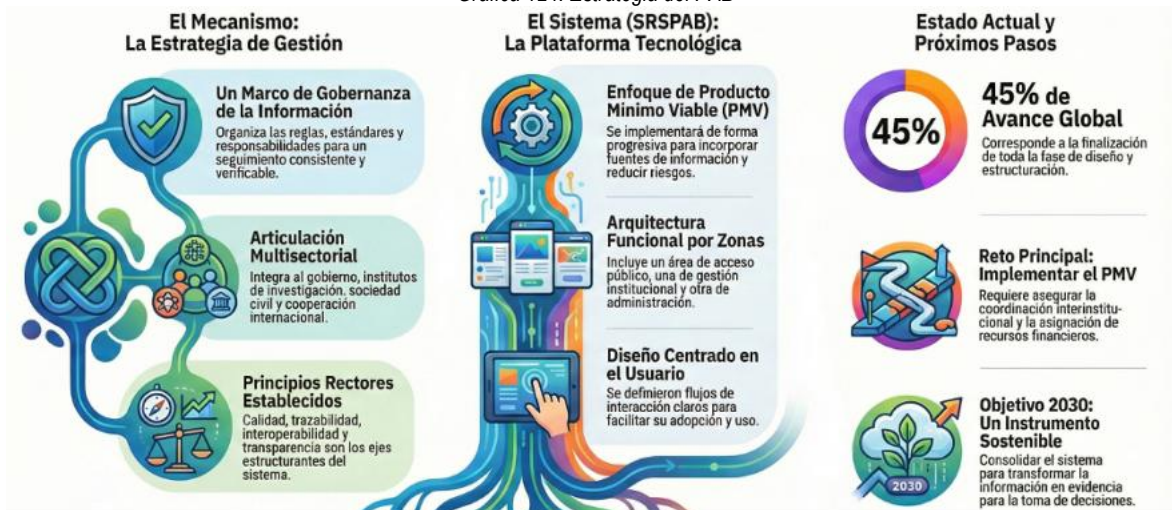 El Mecanismo:
La Estrategia de Gestión
Un Marco de Gobernanza
de la Información
Organiza las reglas, estándares y
responsabilidades para un
seguimiento consistente y
verificable.
Articulación
Multisectorial
Integra al gobierno, institutos
de investigación. sociedad
civil y cooperación
internacional.
Principios Rectores
Establecidos
Calidad, trazabilidad,
interoperabilidad y
transparencia son los ejes
estructurantes del
sistema.
El Sistema (SRSPAB):
La Plataforma Tecnológica
Enfoque de Producto
Mínimo Viable (PMV)
Se implementará de forma
progresiva para incorporar
fuentes de información y
reducir riesgos.
Arquitectura
Funcional por Zonas
Incluye un área de acceso
público, una de gestión
institucional y otra de
administración.
Diseño Centrado en
el Usuario
Se definieron flujos de
interacción claros para
facilitar su adopción y uso.
Estado Actual y
Próximos Pasos
45%
45% de
Avance Global
Corresponde a la finalización
de toda la fase de diseño y
estructuración.
Reto Principal:
Implementar el PMV
Requiere asegurar la
coordinación interinstitu-
cional y la asignación de
recursos financieros.
Objetivo 2030:
Un Instrumento
Sostenible
Consolidar el sistema
para transformar la
información en evidencia
para la toma de decisiones.
2030